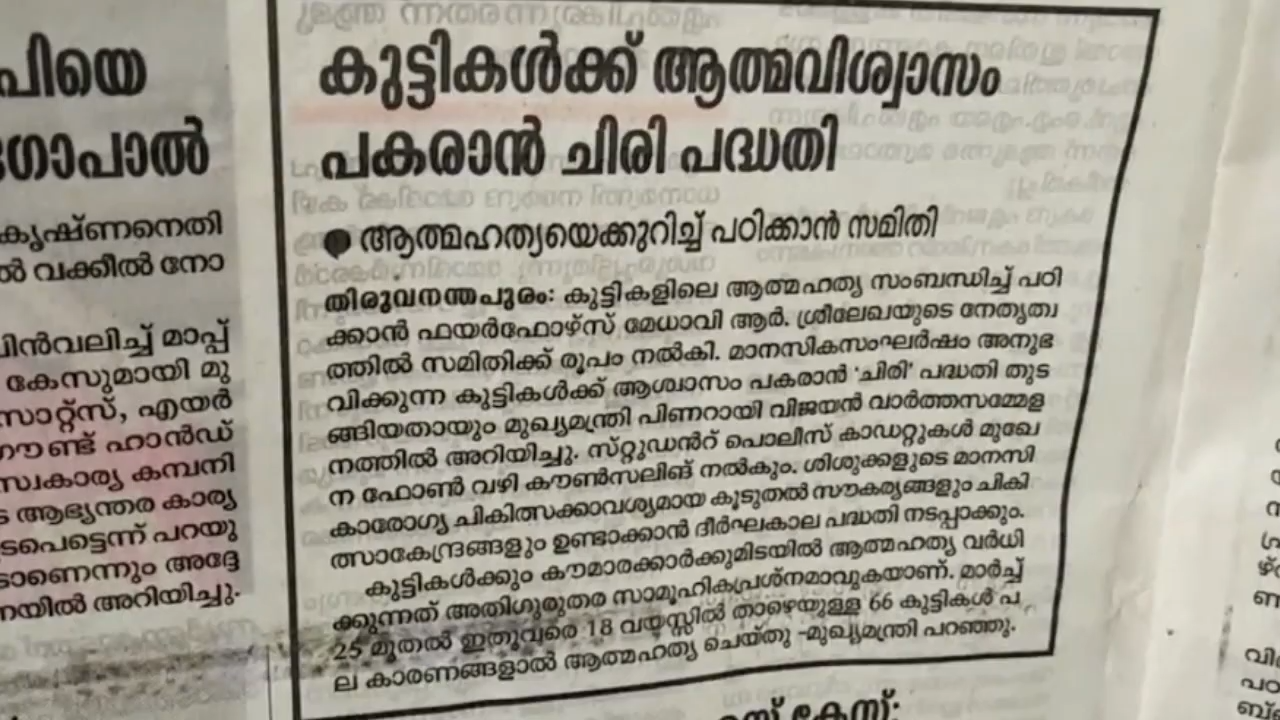 പിയെ
ഗോപാൽ
കൃഷ്ണനെതി
ൽ വക്കീൽ നോ
പിൻവലിച്ച് മാപ്പ്
കേസുമായി മു
സാറ്റ്സ്, എയർ
ഗൗണ്ട് ഹാൻഡ്
സ്വകാര്യ കമ്പനി
ട ആഭ്യന്തര കാര്യ
ടപെട്ടെന്ന് പറയു
ടാണെന്നും അദ്ദേ
നയിൽ അറിയിച്ചു.
കുട്ടികൾക്ക് ആത്മവിശ്വാസം
പകരാൻ ചിരി പദ്ധതി
● ആത്മഹത്യയെക്കുറിച്ച് പഠിക്കാൻ സമിതി
തിരുവനന്തപുരം: കുട്ടികളിലെ ആത്മഹത്യ സംബന്ധിച്ച് പഠി
ക്കാൻ ഫയർഫോഴ്സ് മേധാവി ആർ. ശ്രീലേഖയുടെ നേതൃത്വ
ത്തിൽ സമിതിക്ക് രൂപം നൽകി. മാനസികസംഘർഷം അനുഭ
വിക്കുന്ന കുട്ടികൾക്ക് ആശ്വാസം പകരാൻ 'ചിരി' പദ്ധതി തുട
ങ്ങിയതായും മുഖ്യമന്ത്രി പിണറായി വിജയൻ വാർത്തസമ്മേള
നത്തിൽ അറിയിച്ചു. സ്റ്റുഡൻറ് പൊലീസ് കാഡറ്റുകൾ മുഖേ
ന ഫോൺ വഴി കൗൺസലിങ് നൽകും. ശിശുക്കളുടെ മാനസി
കാരോഗ്യ ചികിത്സക്കാവശ്യമായ കൂടുതൽ സൗകര്യങ്ങളും ചികി
ത്സാകേന്ദ്രങ്ങളും ഉണ്ടാക്കാൻ ദീർഘകാല പദ്ധതി നടപ്പാക്കും.
കുട്ടികൾക്കും കൗമാരക്കാർക്കുമിടയിൽ ആത്മഹത്യ വർധി
ക്കുന്നത് അതിഗുരുതര സാമൂഹികപ്രശ്നമാവുകയാണ്. മാർച്ച്
25 മുതൽ ഇതുവരെ 18 വയസ്സിൽ താഴെയുള്ള 66 കുട്ടികൾ പ
ല കാരണങ്ങളാൽ ആത്മഹത്യ ചെയ്തു -മുഖ്യമന്ത്രി പറഞ്ഞു.
കേസ്: